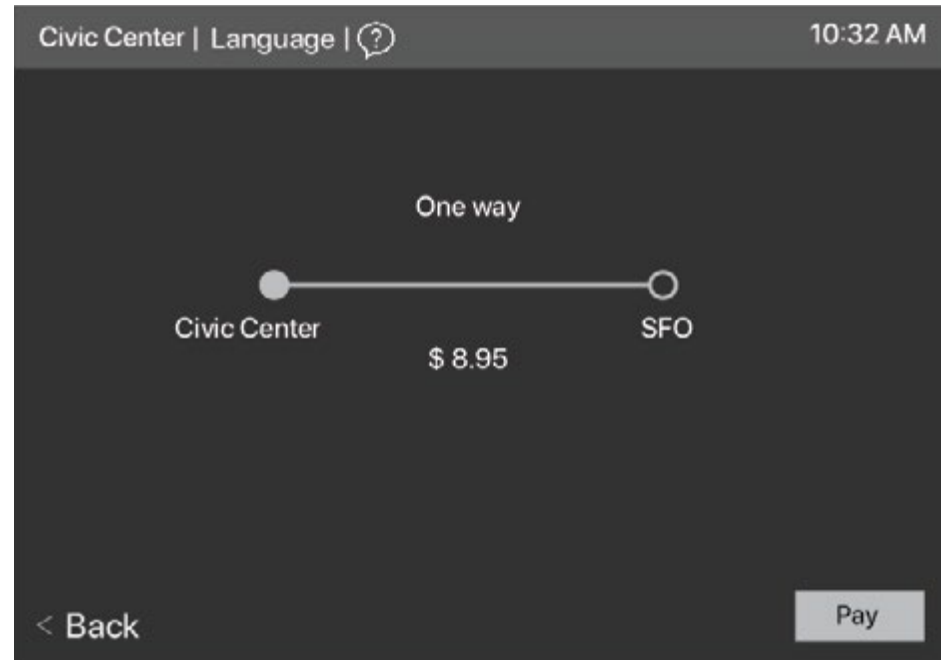 Civic Center | Language | ?
10:32 AM
One way
Civic Center
SFO
$ 8.95
< Back
Pay